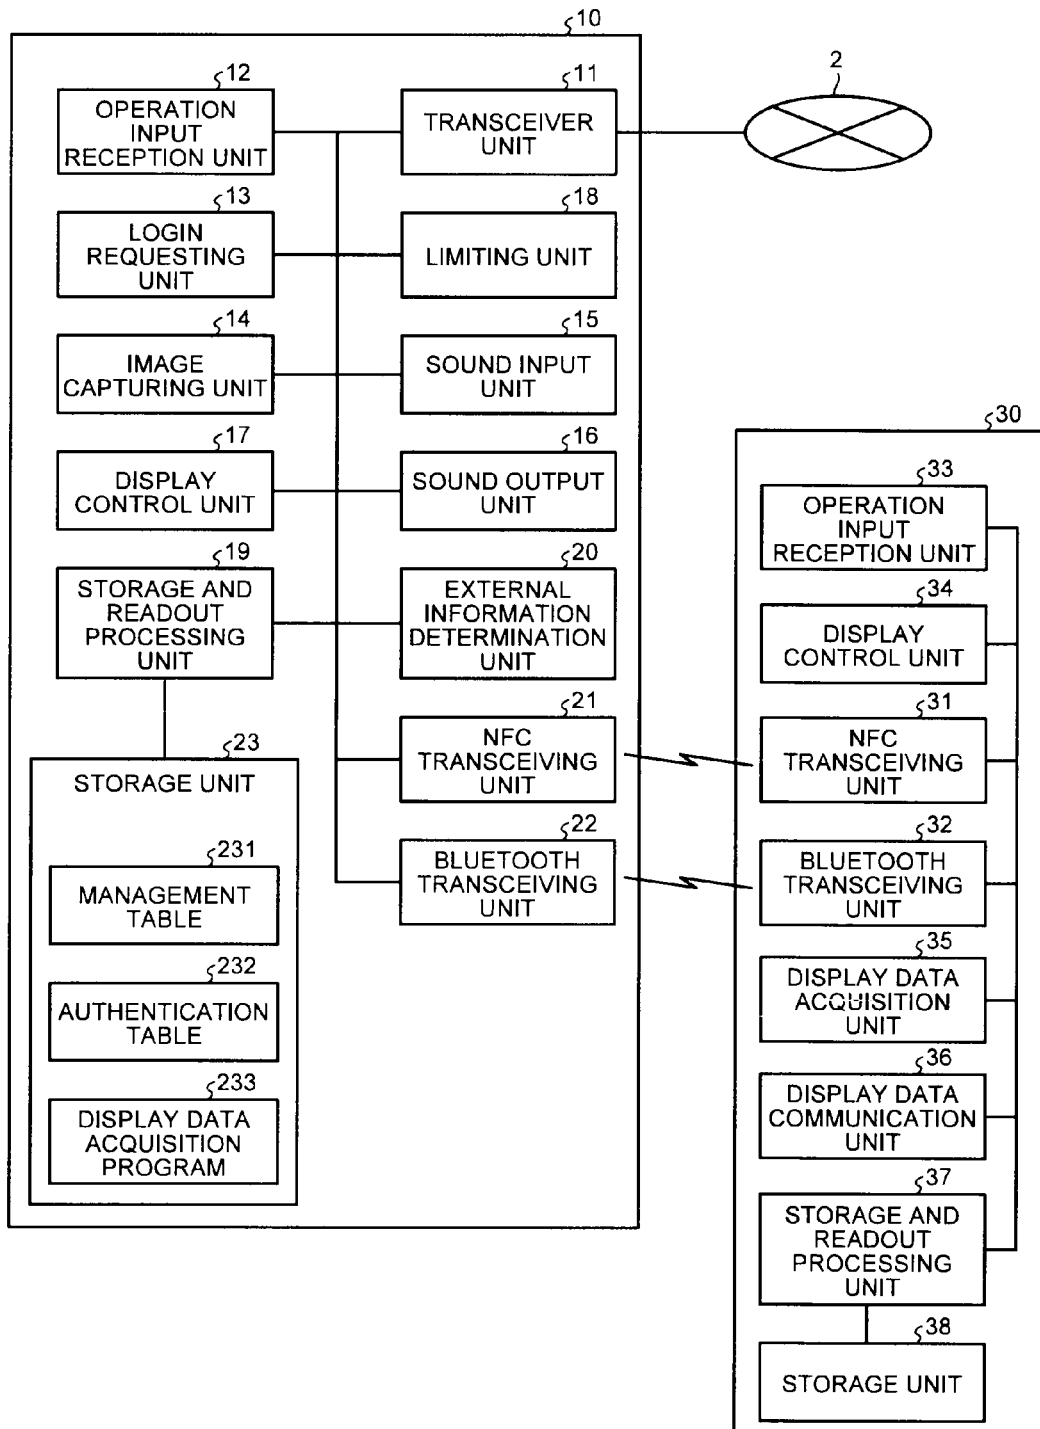 10
12
OPERATION
INPUT
RECEPTION UNIT
11
TRANSCEIVER
UNIT
2
13
LOGIN
REQUESTING
UNIT
18
LIMITING UNIT
14
IMAGE
CAPTURING UNIT
15
SOUND INPUT
UNIT
17
DISPLAY
CONTROL UNIT
16
SOUND OUTPUT
UNIT
19
STORAGE AND
READOUT
PROCESSING
UNIT
20
EXTERNAL
INFORMATION
DETERMINATION
UNIT
21
NFC
TRANSCEIVING
UNIT
22
BLUETOOTH
TRANSCEIVING
UNIT
23
STORAGE UNIT
231
MANAGEMENT
TABLE
232
AUTHENTICATION
TABLE
233
DISPLAY DATA
ACQUISITION
PROGRAM
30
33
OPERATION
INPUT
RECEPTION UNIT
34
DISPLAY
CONTROL UNIT
31
NFC
TRANSCEIVING
UNIT
32
BLUETOOTH
TRANSCEIVING
UNIT
35
DISPLAY DATA
ACQUISITION
UNIT
36
DISPLAY DATA
COMMUNICATION
UNIT
37
STORAGE AND
READOUT
PROCESSING
UNIT
38
STORAGE UNIT